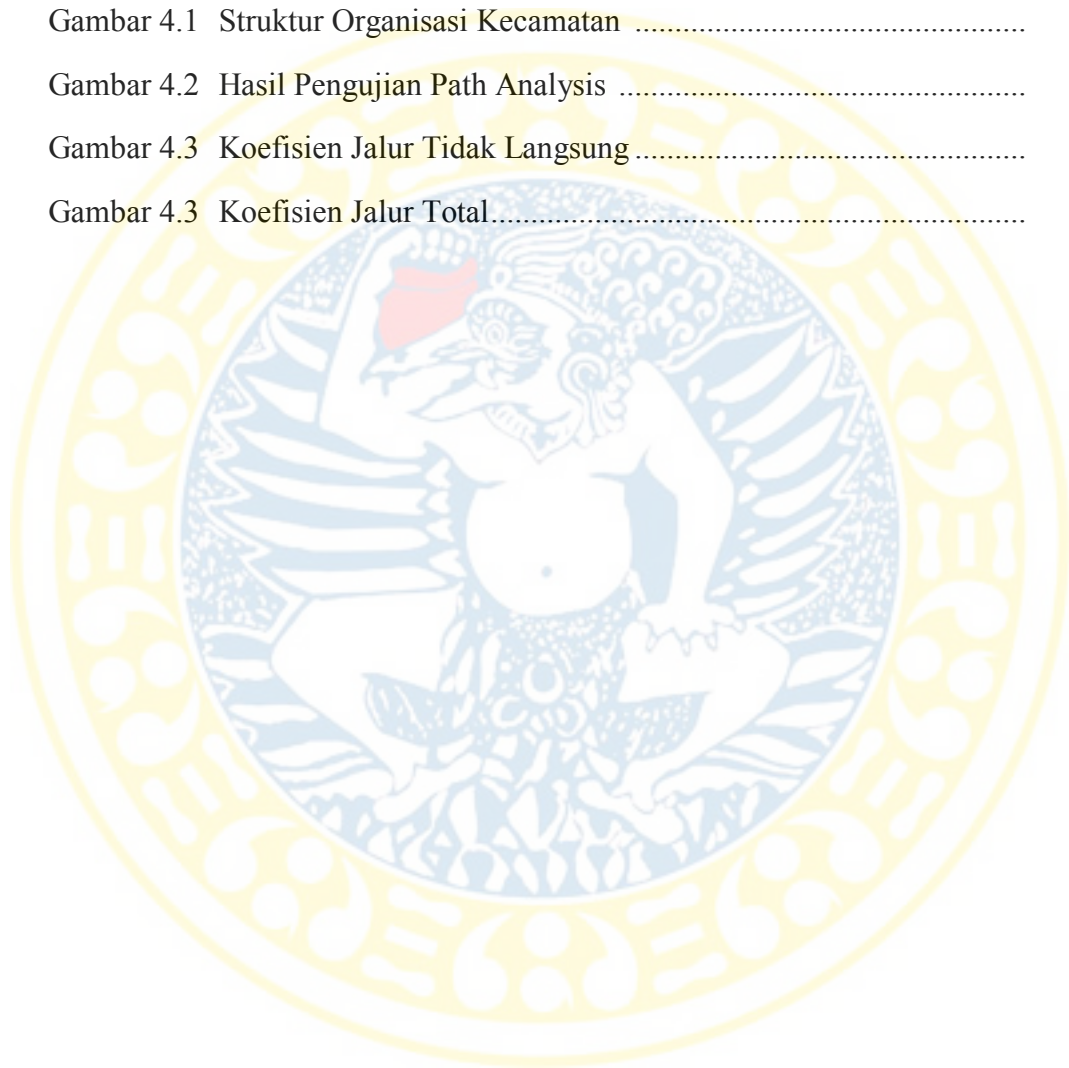 Gambar 4.1 Struktur Organisasi Kecamatan ................................................
Gambar 4.2 Hasil Pengujian Path Analysis ..................................................
Gambar 4.3 Koefisien Jalur Tidak Langsung ................................................
Gambar 4.3 Koefisien Jalur Total..................................................................